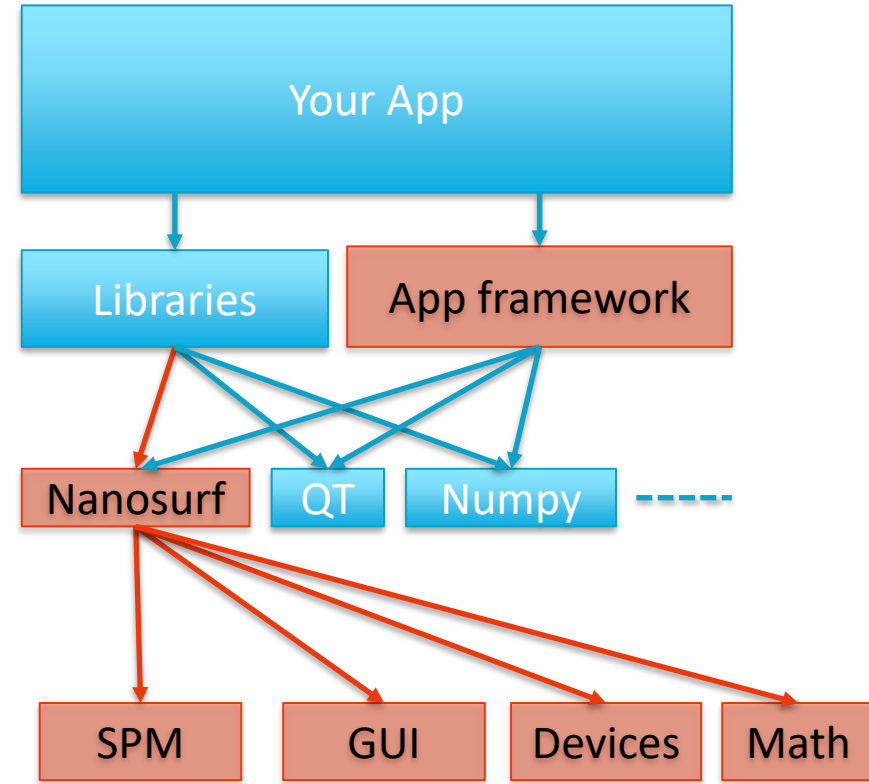 Your App
Libraries
App framework
Nanosurf
QT
Numpy
SPM
GUI
Devices
Math